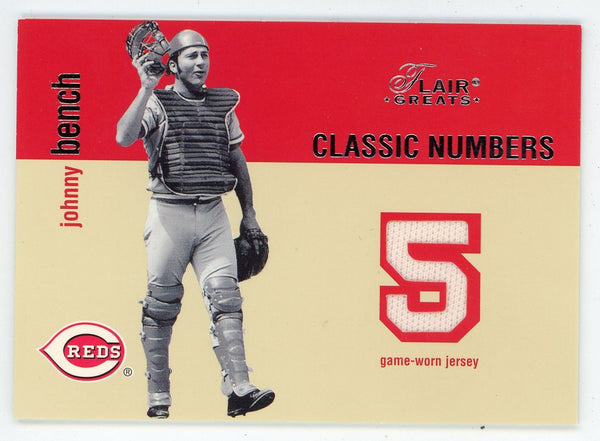 johnny bench
FLAIR®
GREATS
CLASSIC NUMBERS
5
game-worn jersey
REDS
®